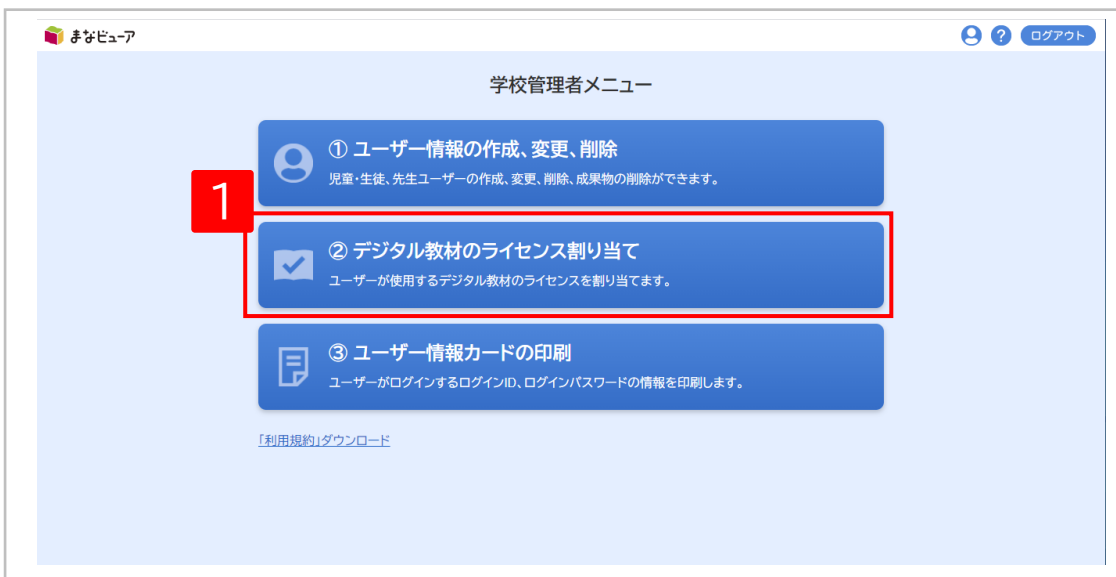 まなビューア
? ログアウト
学校管理者メニュー
① ユーザー情報の作成、変更、削除
児童・生徒、先生ユーザーの作成、変更、削除、成果物の削除ができます。
1
② デジタル教材のライセンス割り当て
ユーザーが使用するデジタル教材のライセンスを割り当てます。
③ ユーザー情報カードの印刷
ユーザーがログインするログインID、ログインパスワードの情報を印刷します。
「利用規約」ダウンロード